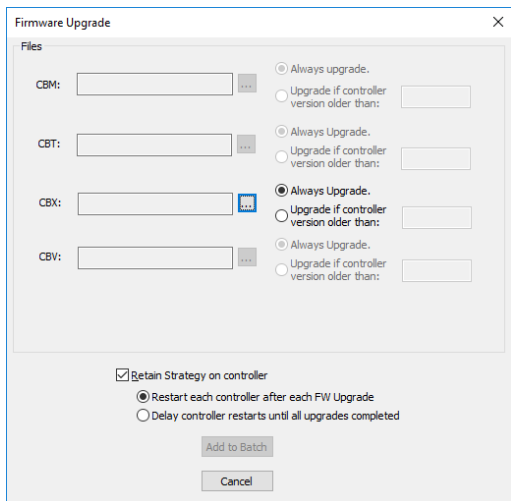 Firmware Upgrade
Files
CBM:
...
Always upgrade.
Upgrade if controller
version older than:
CBT:
...
Always Upgrade.
Upgrade if controller
version older than:
CBX:
...
Always Upgrade.
Upgrade if controller
version older than:
CBV:
...
Always Upgrade.
Upgrade if controller
version older than:
Retain Strategy on controller
Restart each controller after each FW Upgrade
Delay controller restarts until all upgrades completed
Add to Batch
Cancel